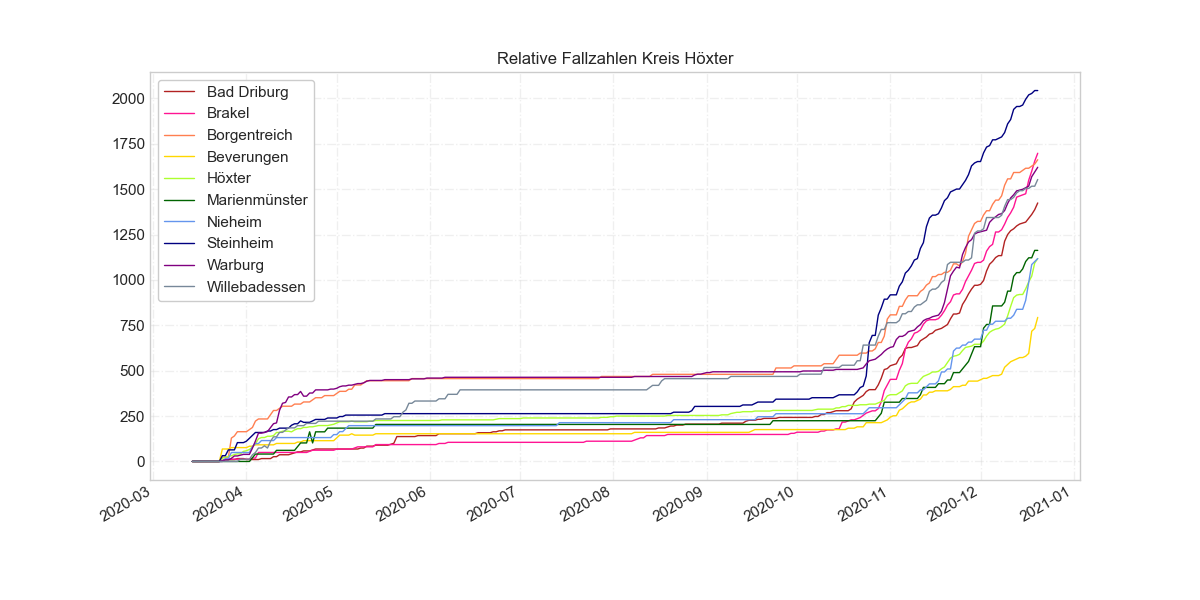 Relative Fallzahlen Kreis Höxter
2000
1750
1500
1250
1000
750
500
250
0
Bad Driburg
Brakel
Borgentreich
Beverungen
Höxter
Marienmünster
Nieheim
Steinheim
Warburg
Willebadessen
2020-03
2020-04
2020-05
2020-06
2020-07
2020-08
2020-09
2020-10
2020-11
2020-12
2021-01